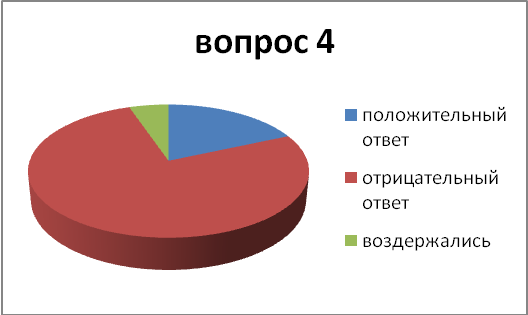 вопрос 4
положительный
ответ
отрицательный
ответ
воздержались